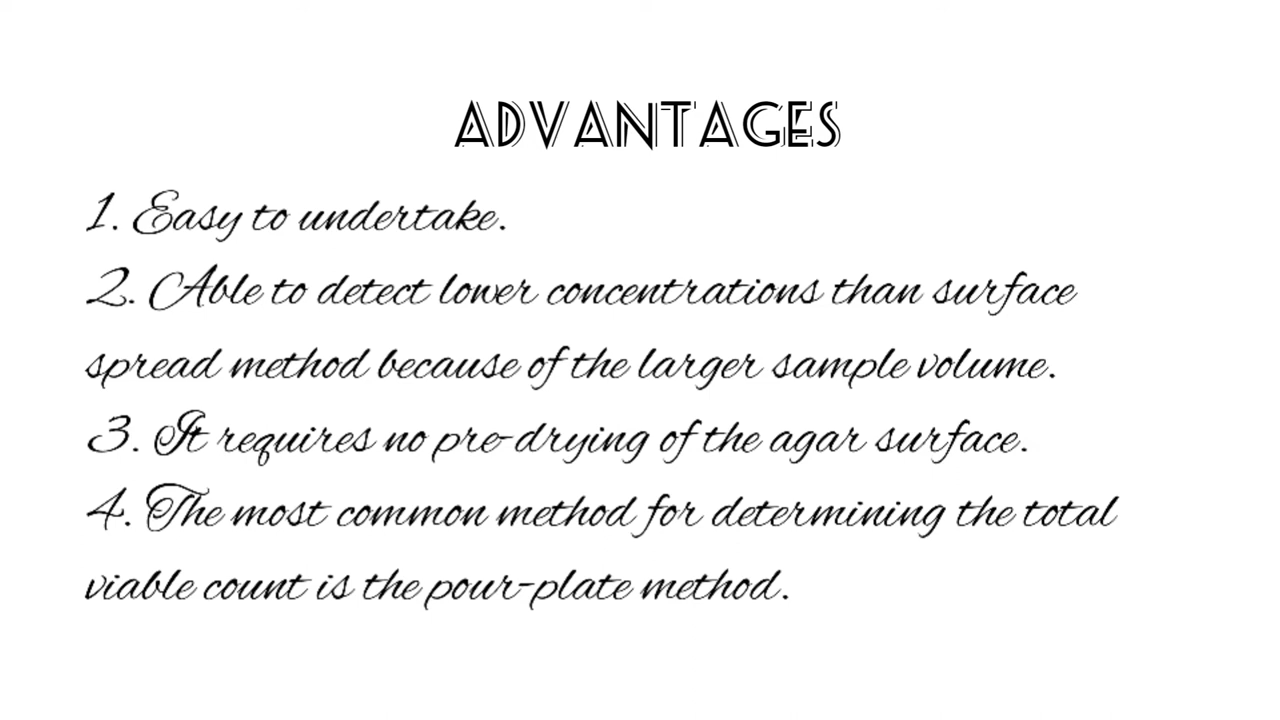 ADVANTAGES
1. Easy to undertake.
2. Able to detect lower concentrations than surface
spread method because of the larger sample volume.
3. It requires no pre-drying of the agar surface.
4. The most common method for determining the total
viable count is the pour-plate method.